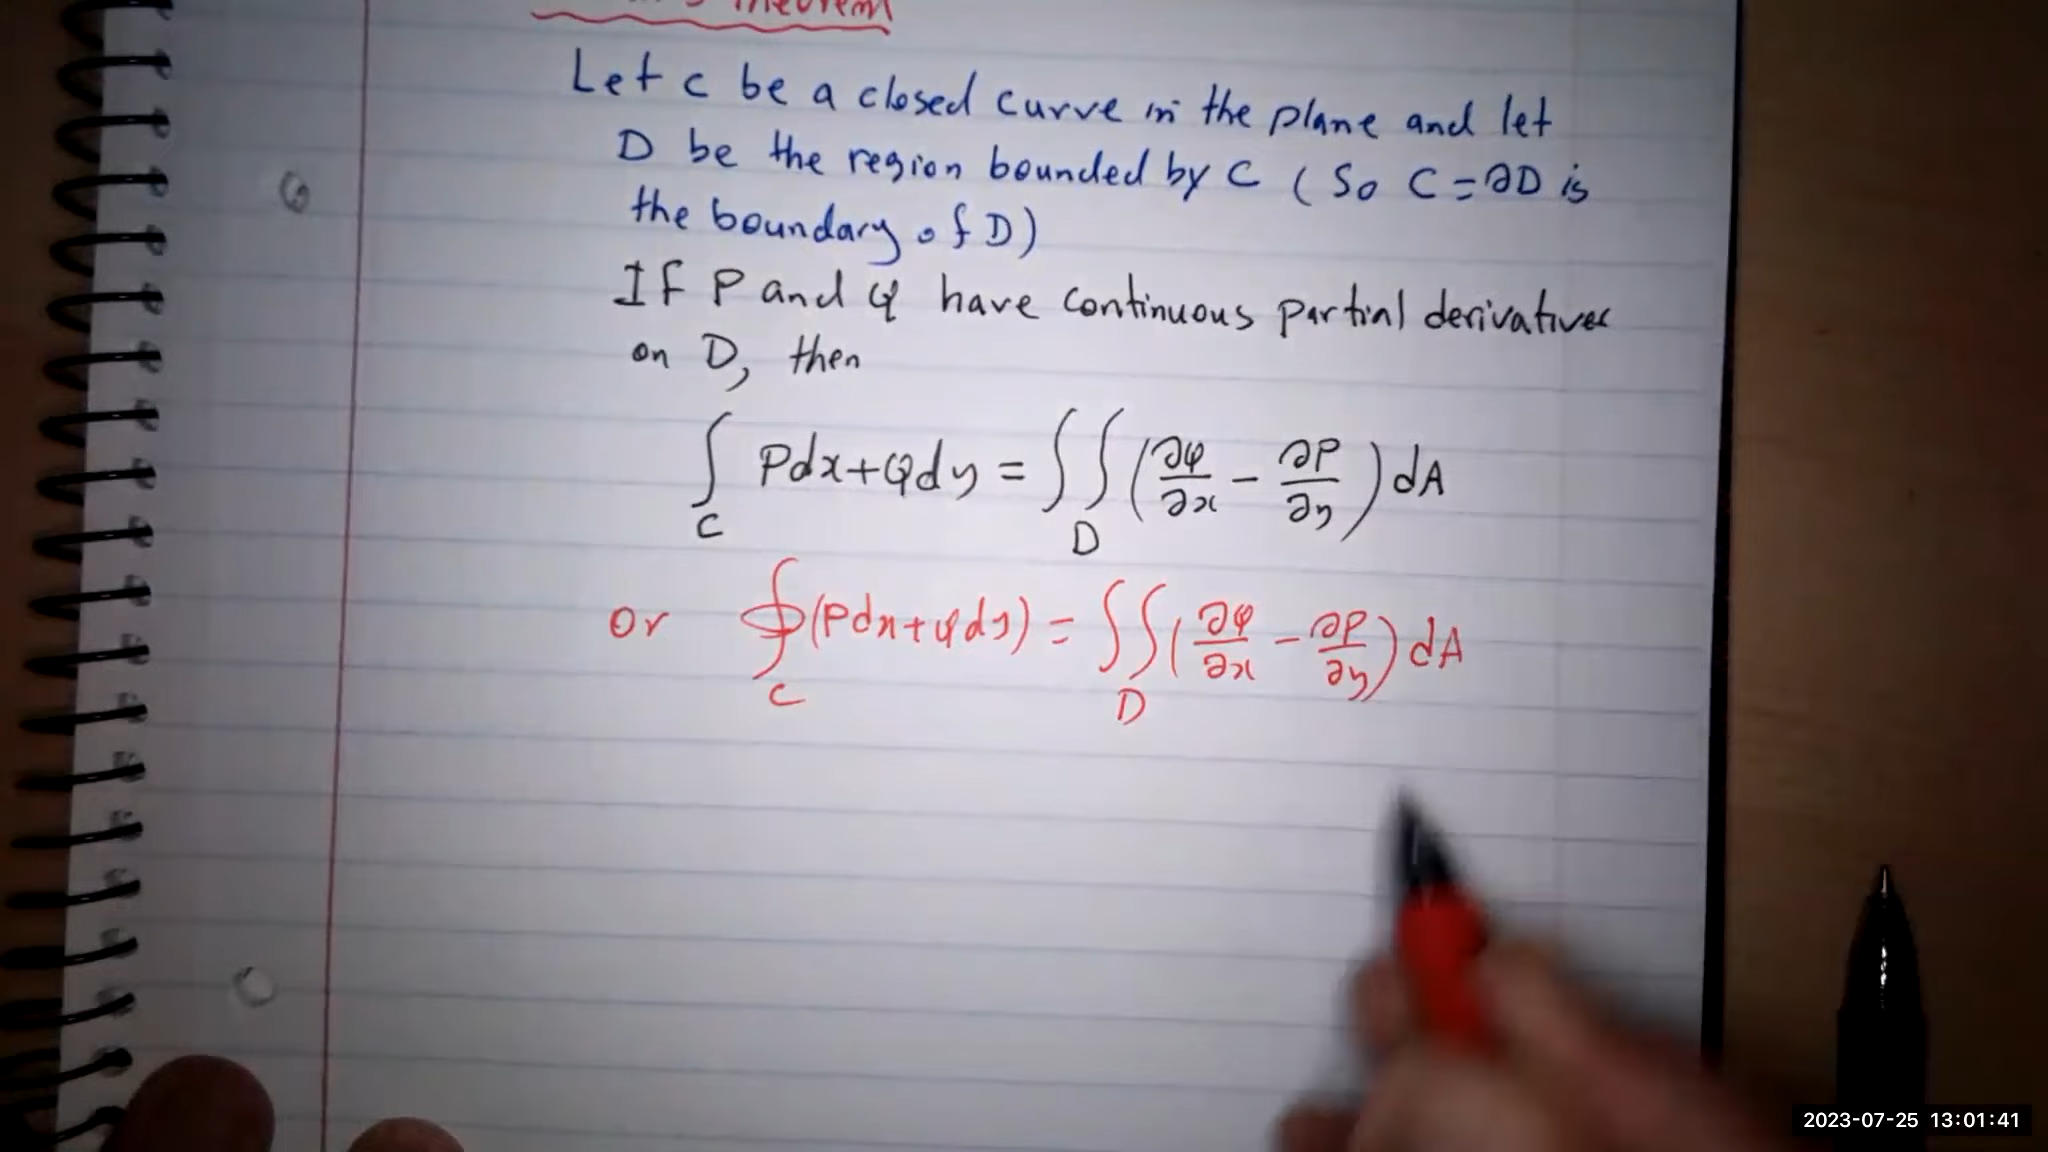 Theorem
Let C be a closed curve in the plane and let
D be the region bounded by C (So C=∂D is
the boundary of D)
If P and Q have continuous partial derivatives
on D, then
∫_C Pdx+Qdy = ∬_D (∂Q/∂x - ∂P/∂y) dA
or ∮_C (Pdx+Qdy) = ∬_D (∂Q/∂x - ∂P/∂y) dA
2023-07-25 13:01:41